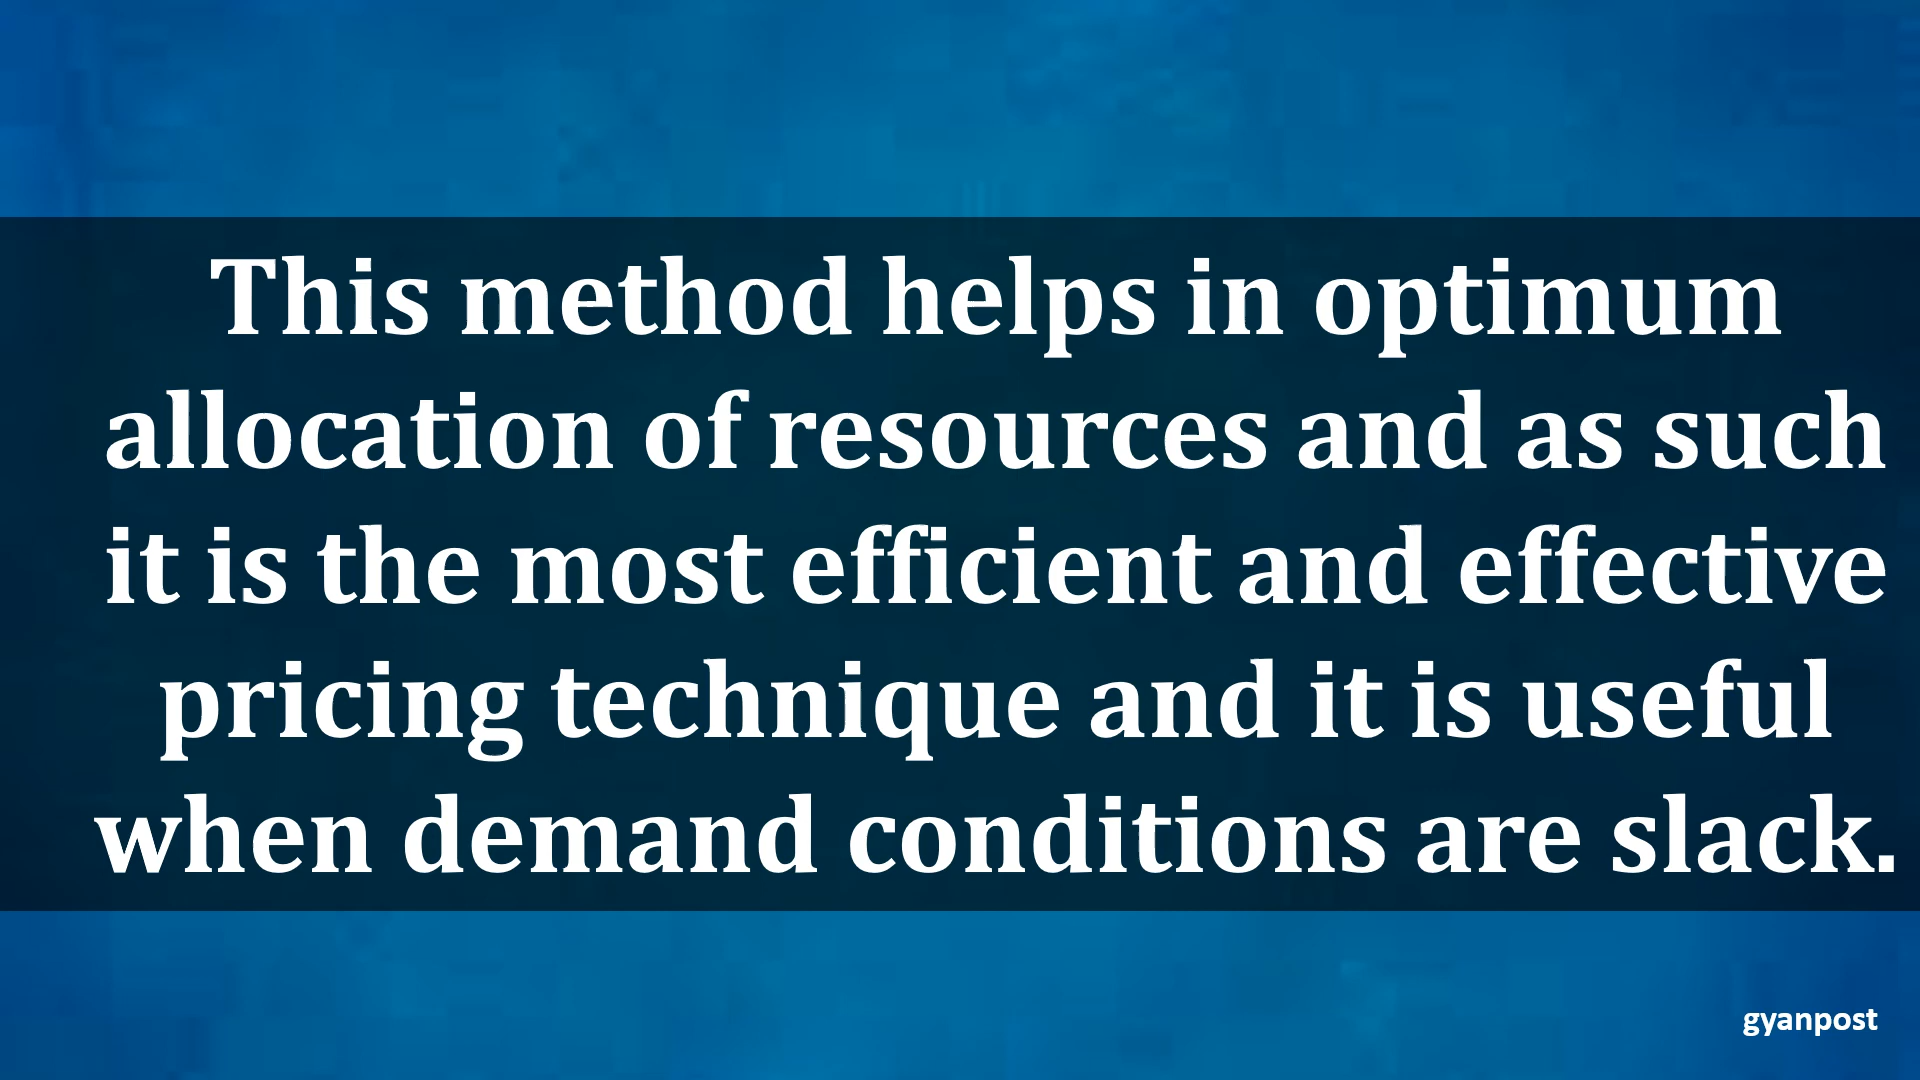 This method helps in optimum
allocation of resources and as such
it is the most efficient and effective
pricing technique and it is useful
when demand conditions are slack.
gyanpost